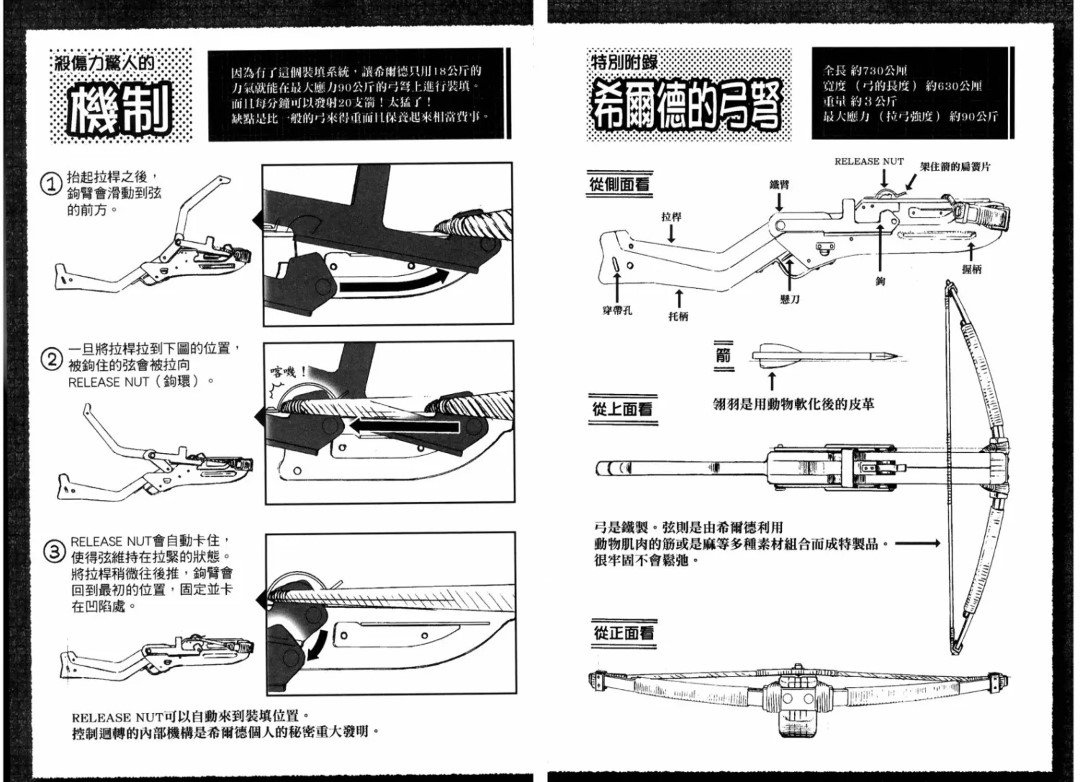 殺傷力驚人的
機制
因為有了這個裝填系統，讓希爾德只用18公斤的
力氣就能在最大應力90公斤的弓弩上進行裝填。
而且每分鐘可以發射20支箭！太猛了！
缺點是比一般的弓來得重而且保養起來相當費事。
① 抬起拉桿之後，
鉤臂會滑動到弦
的前方。
② 一旦將拉桿拉到下圖的位置，
被鉤住的弦會被拉向
RELEASE NUT（鉤環）。
喀嘰！
③ RELEASE NUT會自動卡住，
使得弦維持在拉緊的狀態。
將拉桿稍微往後推，鉤臂會
回到最初的位置，固定並卡
在凹陷處。
RELEASE NUT可以自動來到裝填位置。
控制迴轉的內部機構是希爾德個人的秘密重大發明。
特別附錄
希爾德的弓弩
全長 約730公厘
寬度（弓的長度）約630公厘
重量 約3公斤
最大應力（拉弓強度）約90公斤
從側面看
RELEASE NUT
架住箭的扁簧片
鐵臂
拉桿
穿帶孔
托柄
懸刀
鉤
握柄
箭
翎羽是用動物軟化後的皮革
從上面看
弓是鐵製。弦則是由希爾德利用
動物肌肉的筋或是麻等多種素材組合而成特製品。
很牢固不會鬆弛。
從正面看